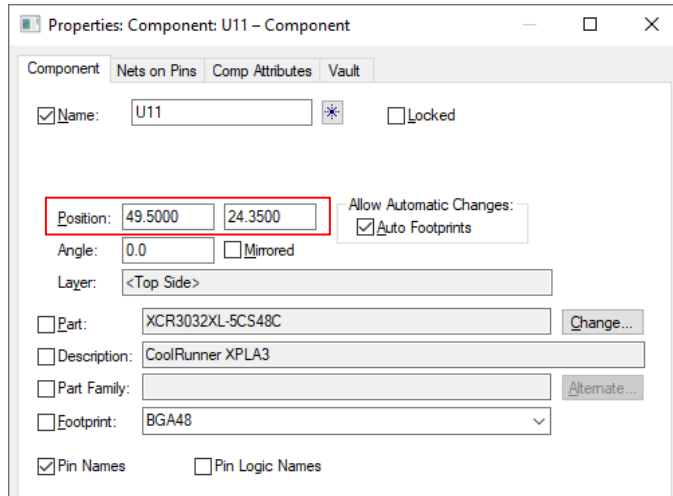 Properties: Component: U11 – Component
Component Nets on Pins Comp Attributes Vault
Name: U11 Locked
Allow Automatic Changes:
Position: 49.5000 24.3500 Auto Footprints
Angle: 0.0 Mirrored
Layer: <Top Side>
Part: XCR3032XL-5CS48C Change...
Description: CoolRunner XPLA3
Part Family: Alternate...
Footprint: BGA48
Pin Names Pin Logic Names